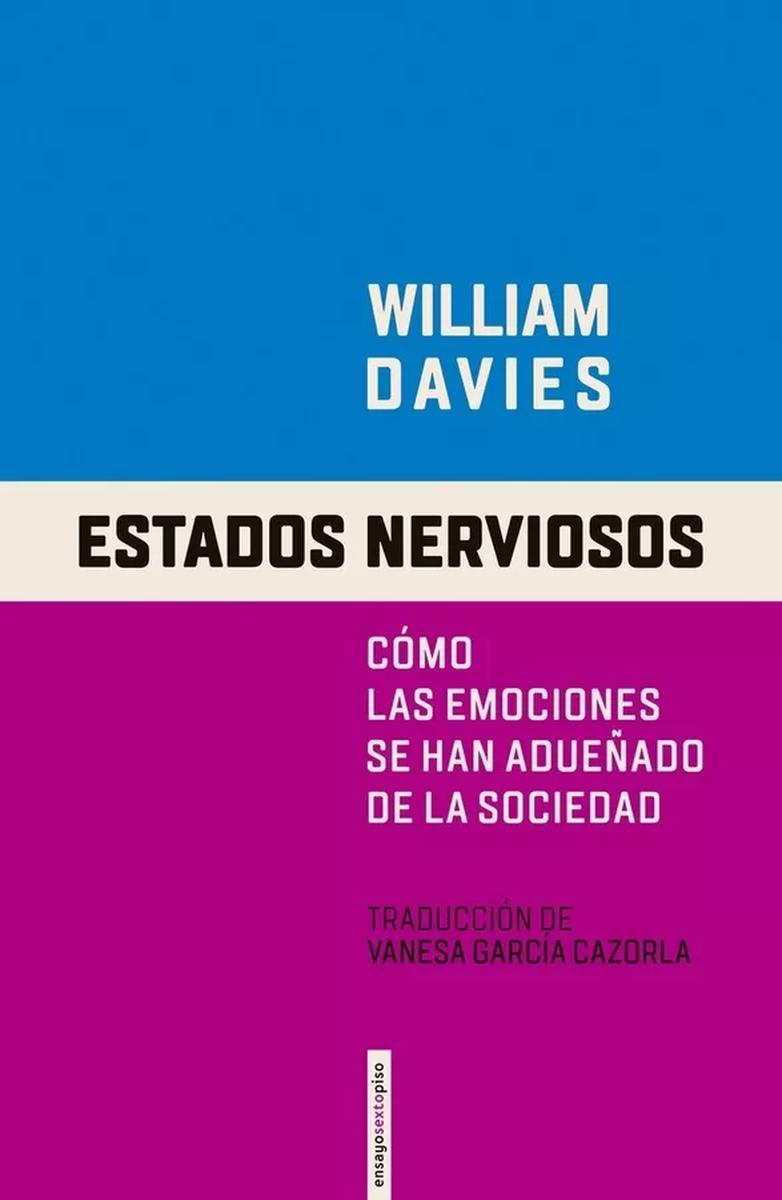 WILLIAM
DAVIES
ESTADOS NERVIOSOS
CÓMO
LAS EMOCIONES
SE HAN ADUEÑADO
DE LA SOCIEDAD
TRADUCCIÓN DE
VANESA GARCÍA CAZORLA
ensayosextopiso